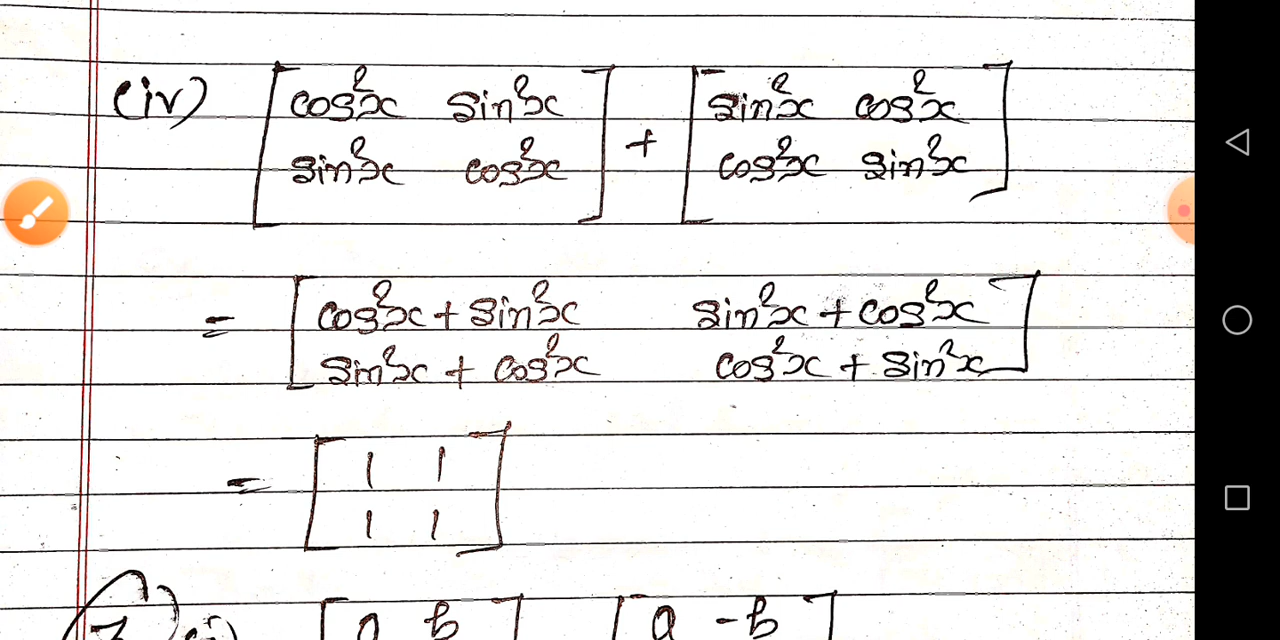 (iv) [cos²x sin²x] + [sin²x cos²x]
[sin²x cos²x] [cos²x sin²x]
= [cos²x + sin²x sin²x + cos²x]
[sin²x + cos²x cos²x + sin²x]
= [1 1]
[1 1]
3 (i) [a b] [a -b]